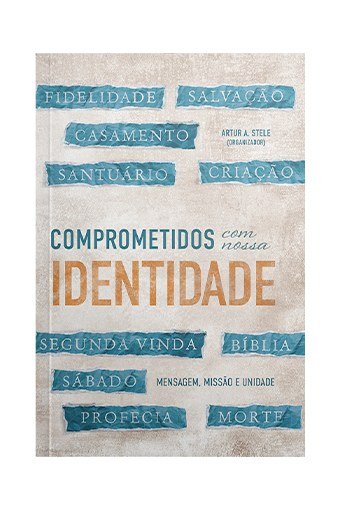 FIDELIDADE SALVAÇÃO
CASAMENTO
ARTUR A. STELE
(ORGANIZADOR)
SANTUÁRIO CRIAÇÃO
COMPROMETIDOS com nossa
IDENTIDADE
SEGUNDA VINDA BÍBLIA
SÁBADO MENSAGEM, MISSÃO E UNIDADE
PROFECIA MORTE